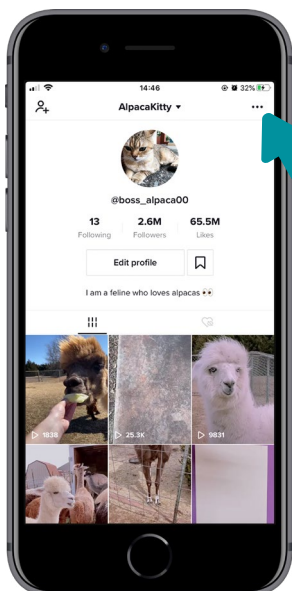 14:46
32%
AlpacaKitty
@boss_alpaca00
13 2.6M 65.5M
Following Followers Likes
Edit profile
I am a feline who loves alpacas 👀
1838 25.3K 9831